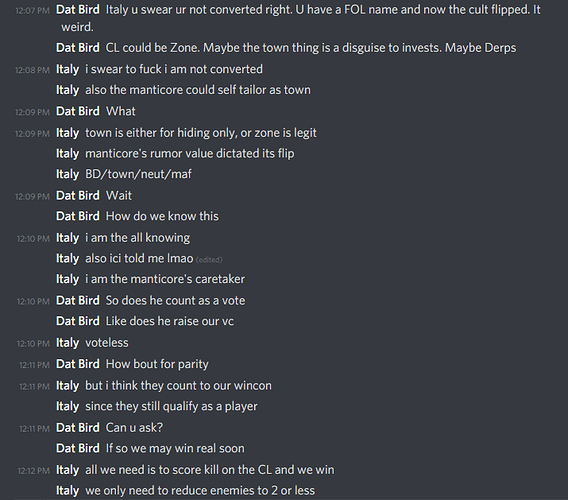 12:07 PM Dat Bird Italy u swear ur not converted right. U have a FOL name and now the cult flipped. It
weird.
Dat Bird CL could be Zone. Maybe the town thing is a disguise to invests. Maybe Derps
12:08 PM Italy i swear to fuck i am not converted
Italy also the manticore could self tailor as town
12:09 PM Dat Bird What
12:09 PM Italy town is either for hiding only, or zone is legit
Italy manticore's rumor value dictated its flip
Italy BD/town/neut/maf
12:09 PM Dat Bird Wait
Dat Bird How do we know this
12:10 PM Italy i am the all knowing
Italy also ici told me lmao (edited)
Italy i am the manticore's caretaker
12:10 PM Dat Bird So does he count as a vote
Dat Bird Like does he raise our vc
12:10 PM Italy voteless
12:11 PM Dat Bird How bout for parity
12:11 PM Italy but i think they count to our wincon
Italy since they still qualify as a player
12:11 PM Dat Bird Can u ask?
Dat Bird If so we may win real soon
12:12 PM Italy all we need is to score kill on the CL and we win
Italy we only need to reduce enemies to 2 or less